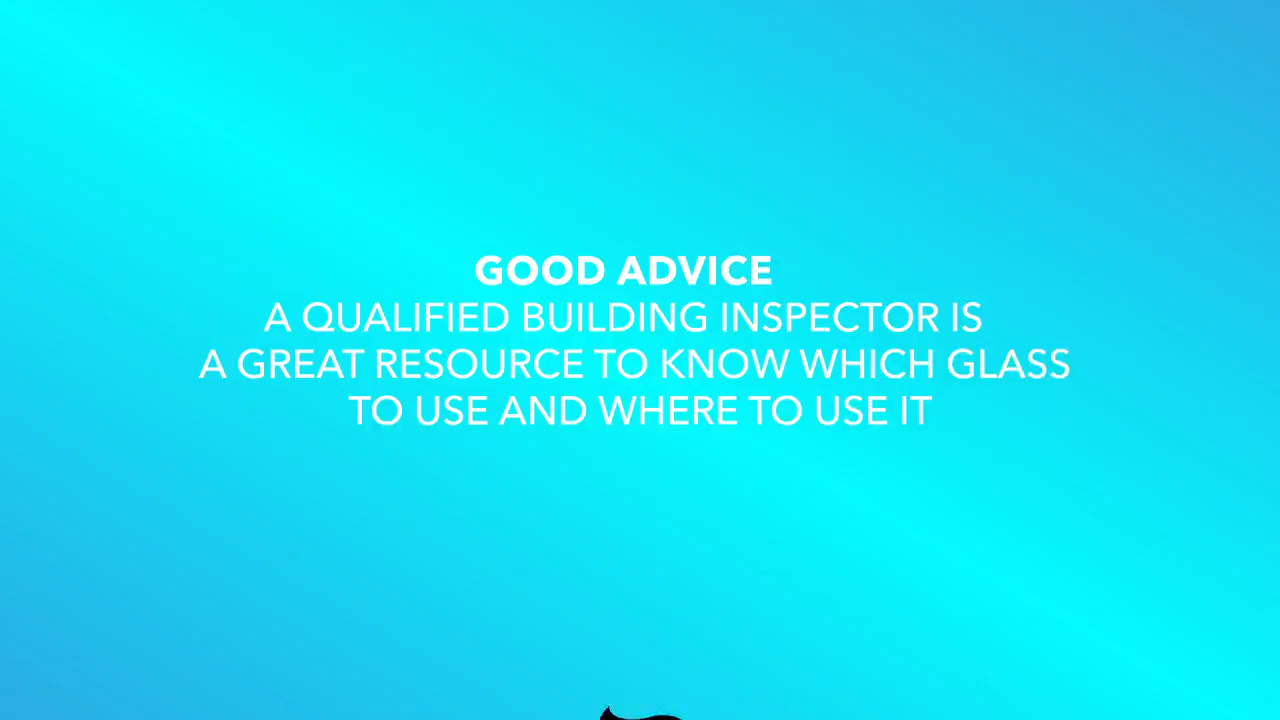 GOOD ADVICE
A QUALIFIED BUILDING INSPECTOR IS
A GREAT RESOURCE TO KNOW WHICH GLASS
TO USE AND WHERE TO USE IT